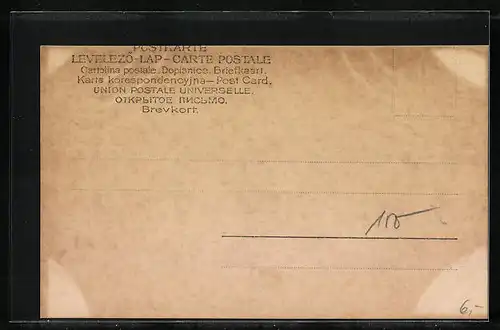 POSTKARTE
LEVELEZŐ-LAP-CARTE POSTALE
Cartolina postale. Dopisnice. Briefkaart.
Karta korespondencyjna—Post Card.
UNION POSTALE UNIVERSELLE.
ОТКРЫТОЕ ПИСЬМО.
Brevkort.
6,-